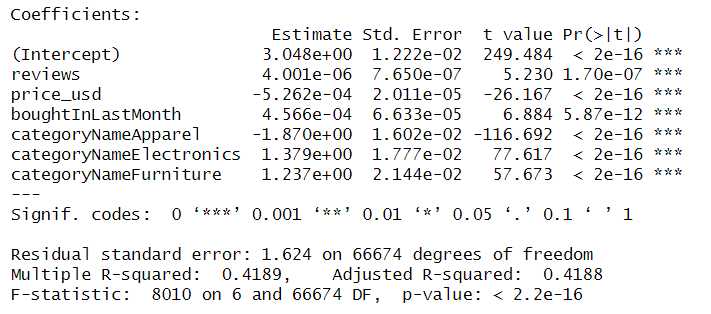 Coefficients:
Estimate Std. Error t value Pr(>|t|)
(Intercept) 3.048e+00 1.222e-02 249.484 < 2e-16 ***
reviews 4.001e-06 7.650e-07 5.230 1.70e-07 ***
price_usd -5.262e-04 2.011e-05 -26.167 < 2e-16 ***
boughtInLastMonth 4.566e-04 6.633e-05 6.884 5.87e-12 ***
categoryNameApparel -1.870e+00 1.602e-02 -116.692 < 2e-16 ***
categoryNameElectronics 1.379e+00 1.777e-02 77.617 < 2e-16 ***
categoryNameFurniture 1.237e+00 2.144e-02 57.673 < 2e-16 ***
---
Signif. codes: 0 ‘***’ 0.001 ‘**’ 0.01 ‘*’ 0.05 ‘.’ 0.1 ‘ ’ 1
Residual standard error: 1.624 on 66674 degrees of freedom
Multiple R-squared: 0.4189, Adjusted R-squared: 0.4188
F-statistic: 8010 on 6 and 66674 DF, p-value: < 2.2e-16